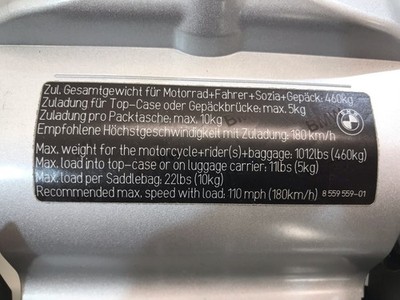 Zul. Gesamtgewicht für Motorrad+Fahrer+Sozia+Gepäck: 460kg
Zuladung für Top-Case oder Gepäckbrücke: max. 5kg
Zuladung pro Packtasche: max. 10kg
Empfohlene Höchstgeschwindigkeit mit Zuladung: 180 km/h
Max. weight for the motorcycle+rider(s)+baggage: 1012lbs (460kg)
Max. load into top-case or on luggage carrier: 11lbs (5kg)
Max. load per Saddlebag: 22lbs (10kg)
Recommended max. speed with load: 110 mph (180km/h) 8 559 559-01